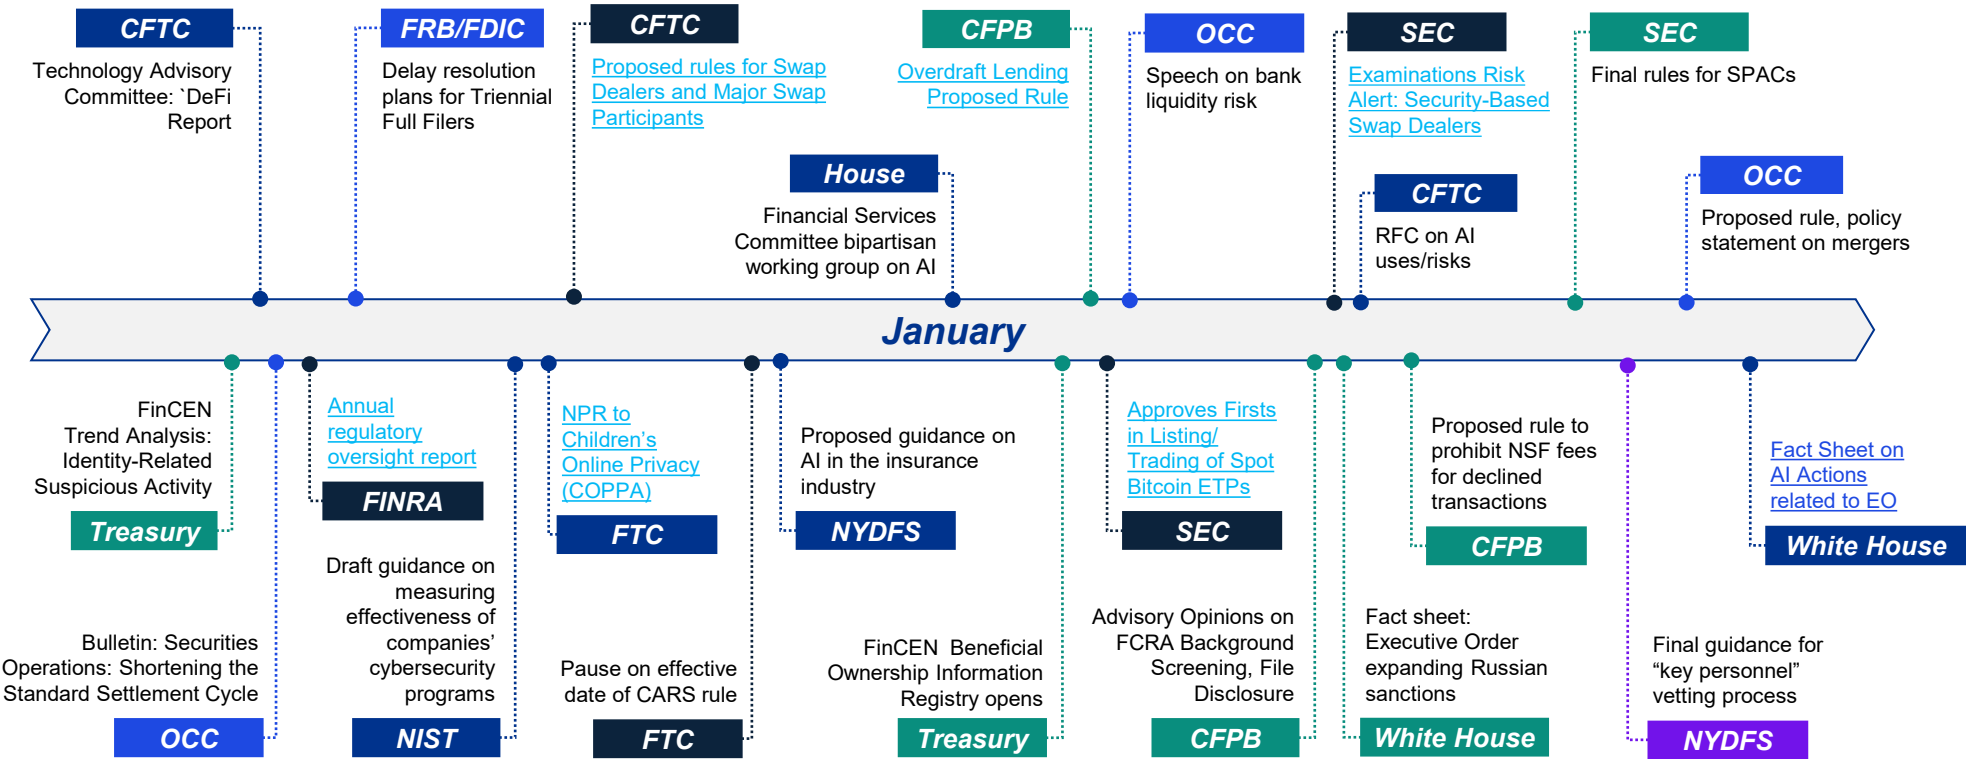 CFTC
Technology Advisory
Committee: `DeFi
Report
FRB/FDIC
Delay resolution
plans for Triennial
Full Filers
CFTC
Proposed rules for Swap
Dealers and Major Swap
Participants
House
Financial Services
Committee bipartisan
working group on AI
CFPB
Overdraft Lending
Proposed Rule
OCC
Speech on bank
liquidity risk
SEC
Examinations Risk
Alert: Security-Based
Swap Dealers
CFTC
RFC on AI
uses/risks
SEC
Final rules for SPACs
OCC
Proposed rule, policy
statement on mergers
January
FinCEN
Trend Analysis:
Identity-Related
Suspicious Activity
Treasury
Bulletin: Securities
Operations: Shortening the
Standard Settlement Cycle
OCC
Annual
regulatory
oversight report
FINRA
Draft guidance on
measuring
effectiveness of
companies’
cybersecurity
programs
NIST
NPR to
Children’s
Online Privacy
(COPPA)
FTC
Pause on effective
date of CARS rule
FTC
Proposed guidance on
AI in the insurance
industry
NYDFS
FinCEN  Beneficial
Ownership Information
Registry opens
Treasury
Approves Firsts
in Listing/
Trading of Spot
Bitcoin ETPs
SEC
Advisory Opinions on
FCRA Background
Screening, File
Disclosure
CFPB
Fact sheet:
Executive Order
expanding Russian
sanctions
White House
Proposed rule to
prohibit NSF fees
for declined
transactions
CFPB
Final guidance for
“key personnel”
vetting process
NYDFS
Fact Sheet on
AI Actions
related to EO
White House